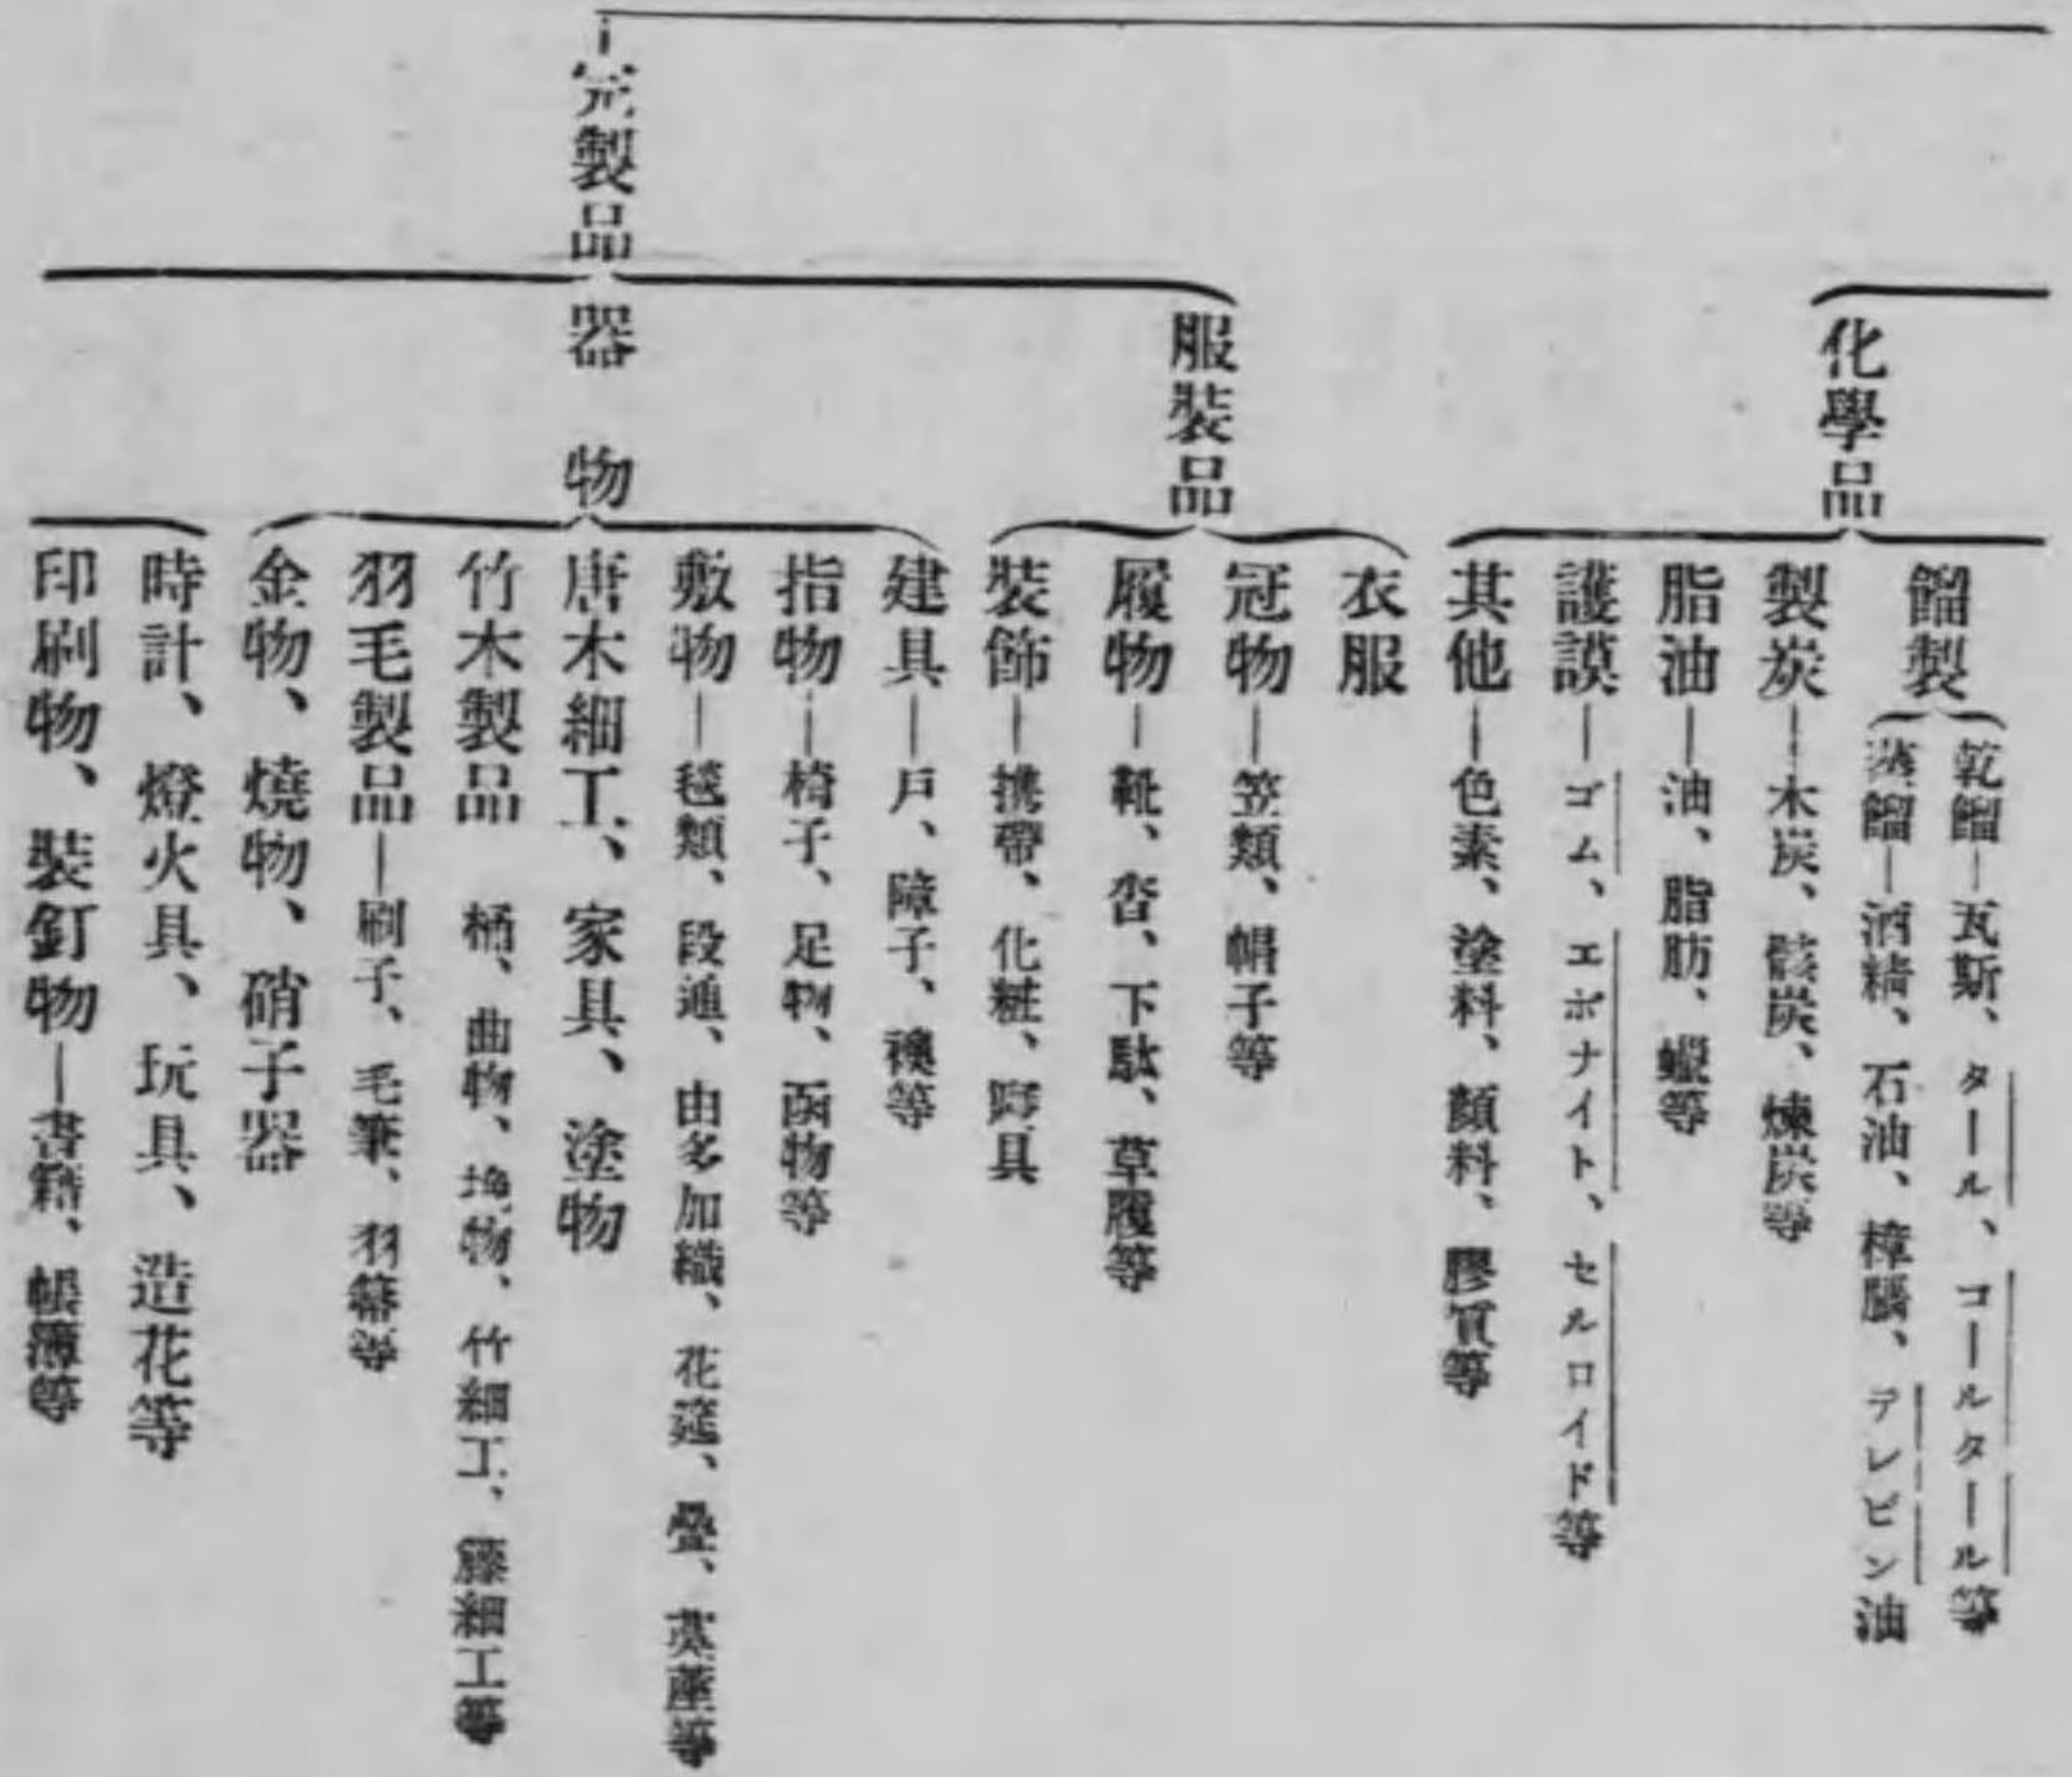 化學品
餾製
乾餾―瓦斯、タール、コールタール等
蒸餾―酒精、石油、樟腦、テレビン油
製炭―木炭、骸炭、煉炭等
脂油―油、脂肪、蠟等
護謨―ゴム、エボナイト、セルロイド等
其他―色素、塗料、顏料、膠質等
完製品
服裝品
衣服
冠物―笠類、帽子等
履物―靴、沓、下駄、草履等
裝飾―携帶、化粧、具
器物
建具―戸、障子、襖等
指物―椅子、足物、函物等
敷物―毯類、段通、由多加織、花筵、疊、茣蓙等
唐木細工、家具、塗物
竹木製品 桶、曲物、物、竹細工、籐細工等
羽毛製品―刷子、毛筆、羽箒等
金物、燒物、硝子器
時計、燈火具、玩具、造花等
印刷物、裝釘物―書籍、帳簿等